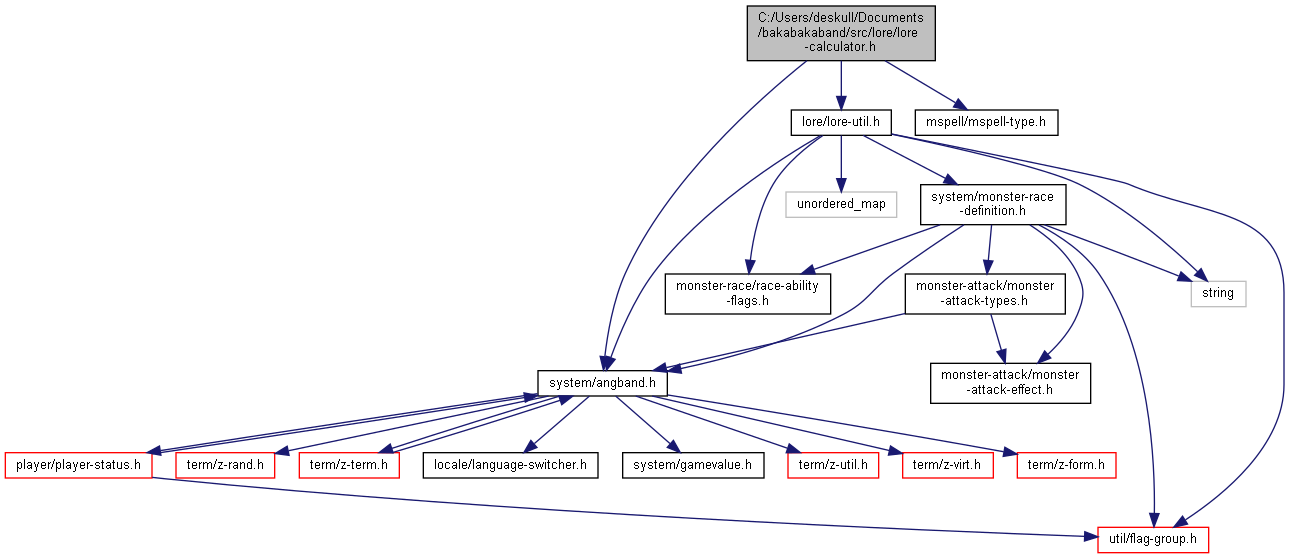 C:/Users/deskull/Documents
/bakabakaband/src/lore/lore
-calculator.h
lore/lore-util.h
mspell/mspell-type.h
unordered_map
system/monster-race
-definition.h
monster-race/race-ability
-flags.h
monster-attack/monster
-attack-types.h
string
system/angband.h
monster-attack/monster
-attack-effect.h
player/player-status.h
term/z-rand.h
term/z-term.h
locale/language-switcher.h
system/gamevalue.h
term/z-util.h
term/z-virt.h
term/z-form.h
util/flag-group.h